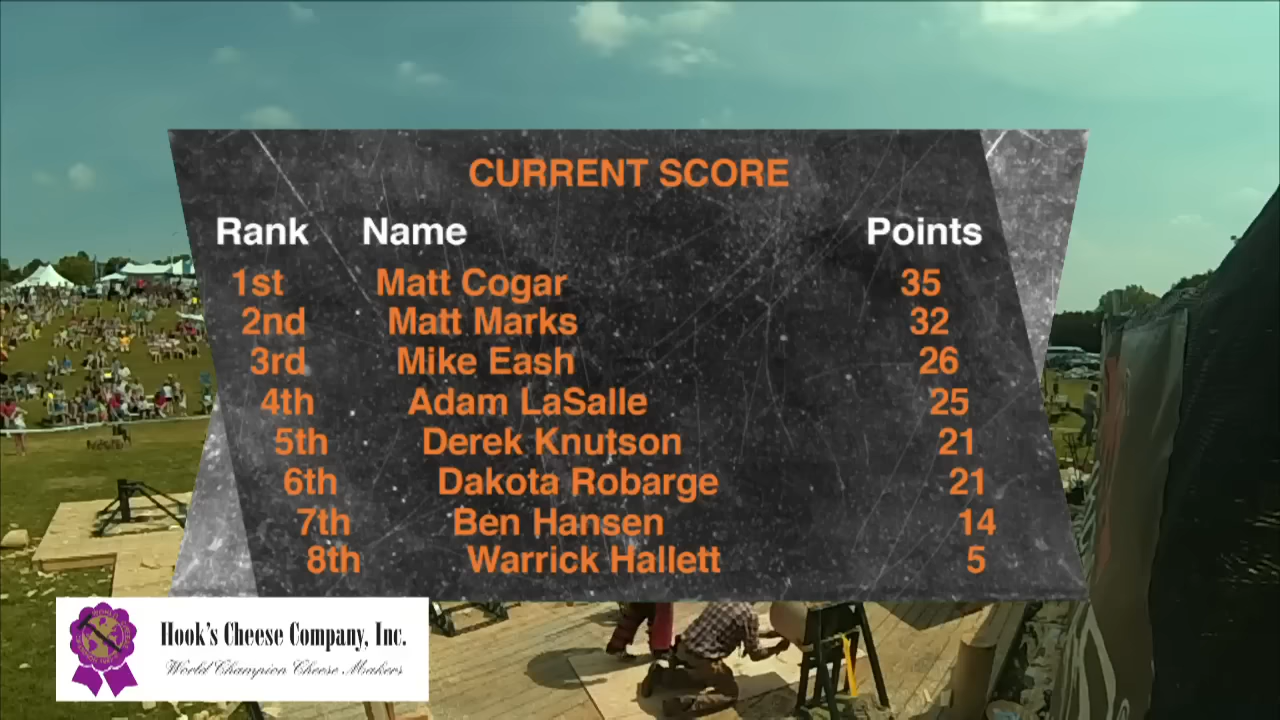 CURRENT SCORE
Rank Name Points
1st Matt Cogar 35
2nd Matt Marks 32
3rd Mike Eash 26
4th Adam LaSalle 25
5th Derek Knutson 21
6th Dakota Robarge 21
7th Ben Hansen 14
8th Warrick Hallett 5
Hook's Cheese Company, Inc.
World Champion Cheese Makers